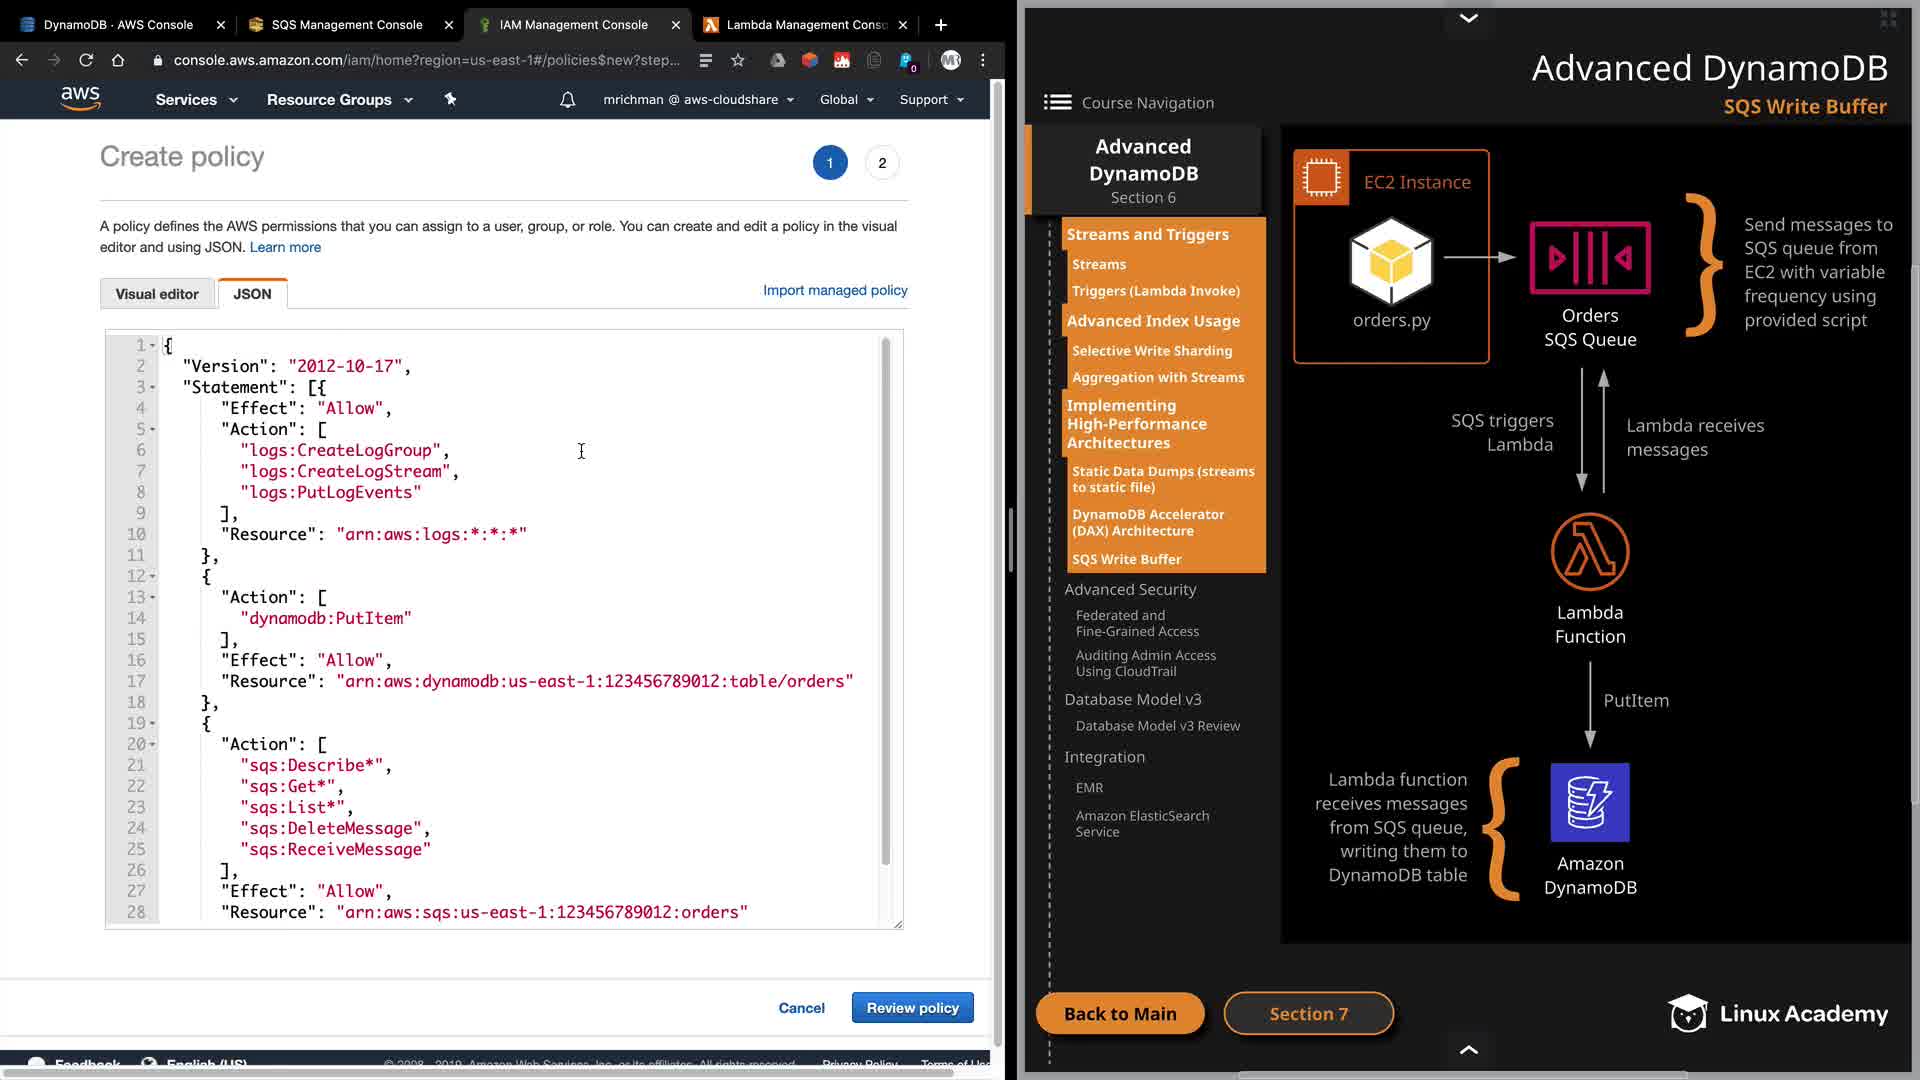 DynamoDB · AWS Console
SQS Management Console
IAM Management Console
Lambda Management Conso
console.aws.amazon.com/iam/home?region=us-east-1#/policies$new?step...
0
aws
Services
Resource Groups
mrichman @ aws-cloudshare
Global
Support
Create policy
1
2
A policy defines the AWS permissions that you can assign to a user, group, or role. You can create and edit a policy in the visual
editor and using JSON. Learn more
Visual editor
JSON
Import managed policy
1 {
2 "Version": "2012-10-17",
3 "Statement": [{
4 "Effect": "Allow",
5 "Action": [
6 "logs:CreateLogGroup",
7 "logs:CreateLogStream",
8 "logs:PutLogEvents"
9 ],
10 "Resource": "arn:aws:logs:*:*:*"
11 },
12 {
13 "Action": [
14 "dynamodb:PutItem"
15 ],
16 "Effect": "Allow",
17 "Resource": "arn:aws:dynamodb:us-east-1:123456789012:table/orders"
18 },
19 {
20 "Action": [
21 "sqs:Describe*",
22 "sqs:Get*",
23 "sqs:List*",
24 "sqs:DeleteMessage",
25 "sqs:ReceiveMessage"
26 ],
27 "Effect": "Allow",
28 "Resource": "arn:aws:sqs:us-east-1:123456789012:orders"
Cancel
Review policy
Feedback
English (US)
© 2008 - 2019, Amazon Web Services, Inc. or its affiliates. All rights reserved.
Privacy Policy
Terms of Use
Advanced DynamoDB
SQS Write Buffer
Course Navigation
Advanced
DynamoDB
Section 6
Streams and Triggers
Streams
Triggers (Lambda Invoke)
Advanced Index Usage
Selective Write Sharding
Aggregation with Streams
Implementing
High-Performance
Architectures
Static Data Dumps (streams
to static file)
DynamoDB Accelerator
(DAX) Architecture
SQS Write Buffer
Advanced Security
Federated and
Fine-Grained Access
Auditing Admin Access
Using CloudTrail
Database Model v3
Database Model v3 Review
Integration
EMR
Amazon ElasticSearch
Service
EC2 Instance
orders.py
Orders
SQS Queue
Send messages to
SQS queue from
EC2 with variable
frequency using
provided script
SQS triggers
Lambda
Lambda receives
messages
Lambda
Function
PutItem
Lambda function
receives messages
from SQS queue,
writing them to
DynamoDB table
Amazon
DynamoDB
Back to Main
Section 7
Linux Academy